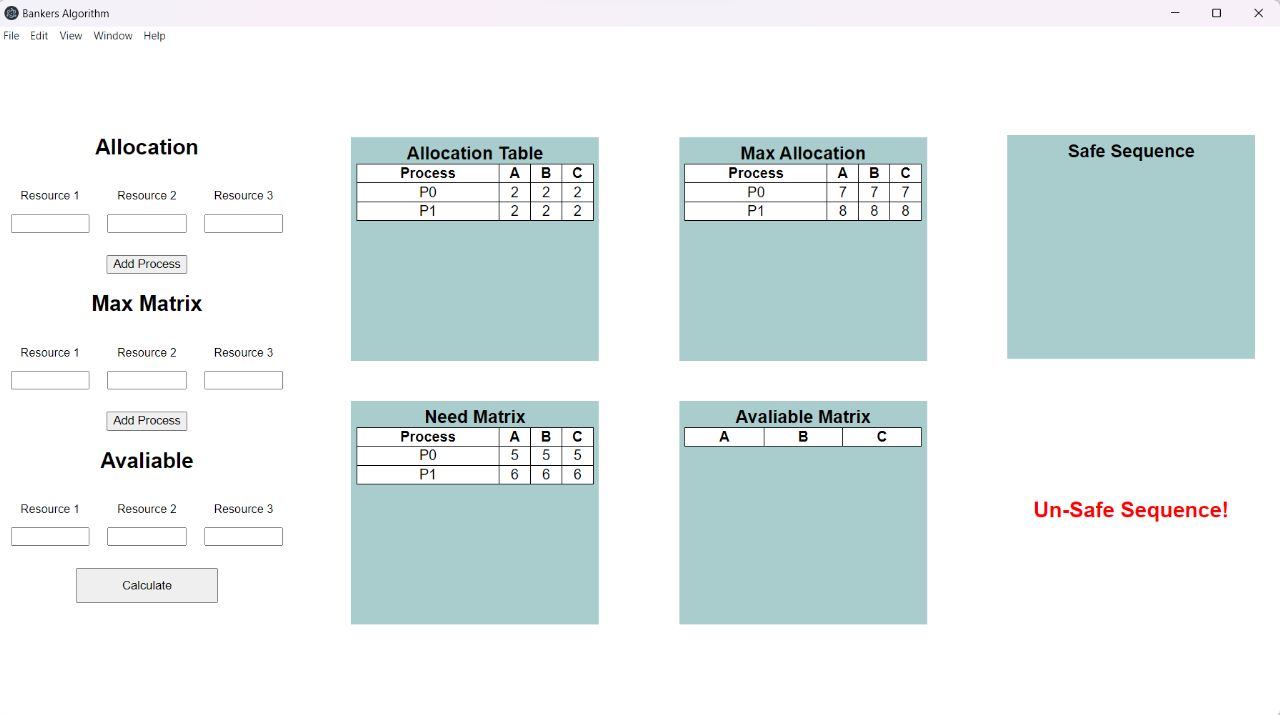 Bankers Algorithm
File Edit View Window Help
Allocation
Resource 1 Resource 2 Resource 3
Add Process
Max Matrix
Resource 1 Resource 2 Resource 3
Add Process
Avaliable
Resource 1 Resource 2 Resource 3
Calculate
Allocation Table
Process A B C
P0 2 2 2
P1 2 2 2
Max Allocation
Process A B C
P0 7 7 7
P1 8 8 8
Safe Sequence
Need Matrix
Process A B C
P0 5 5 5
P1 6 6 6
Avaliable Matrix
A B C
Un-Safe Sequence!